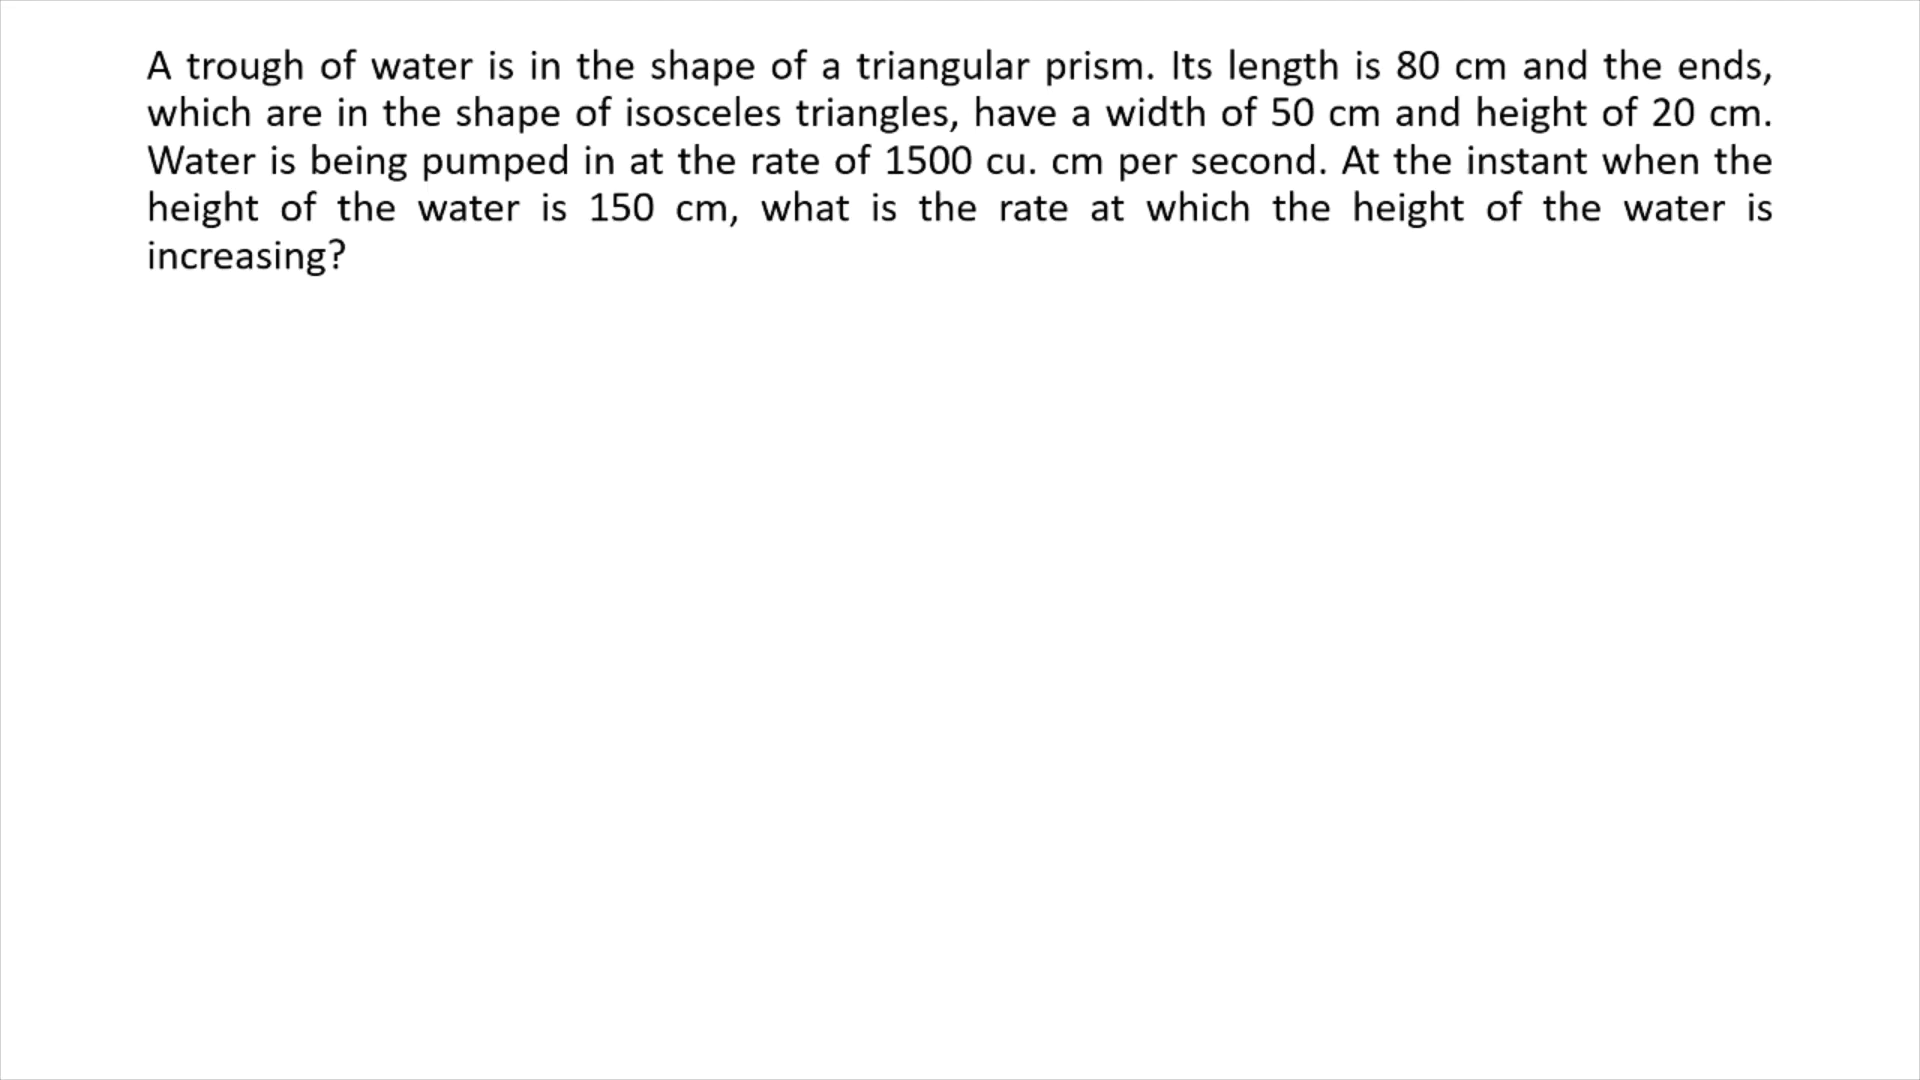 A trough of water is in the shape of a triangular prism. Its length is 80 cm and the ends,
which are in the shape of isosceles triangles, have a width of 50 cm and height of 20 cm.
Water is being pumped in at the rate of 1500 cu. cm per second. At the instant when the
height of the water is 150 cm, what is the rate at which the height of the water is
increasing?